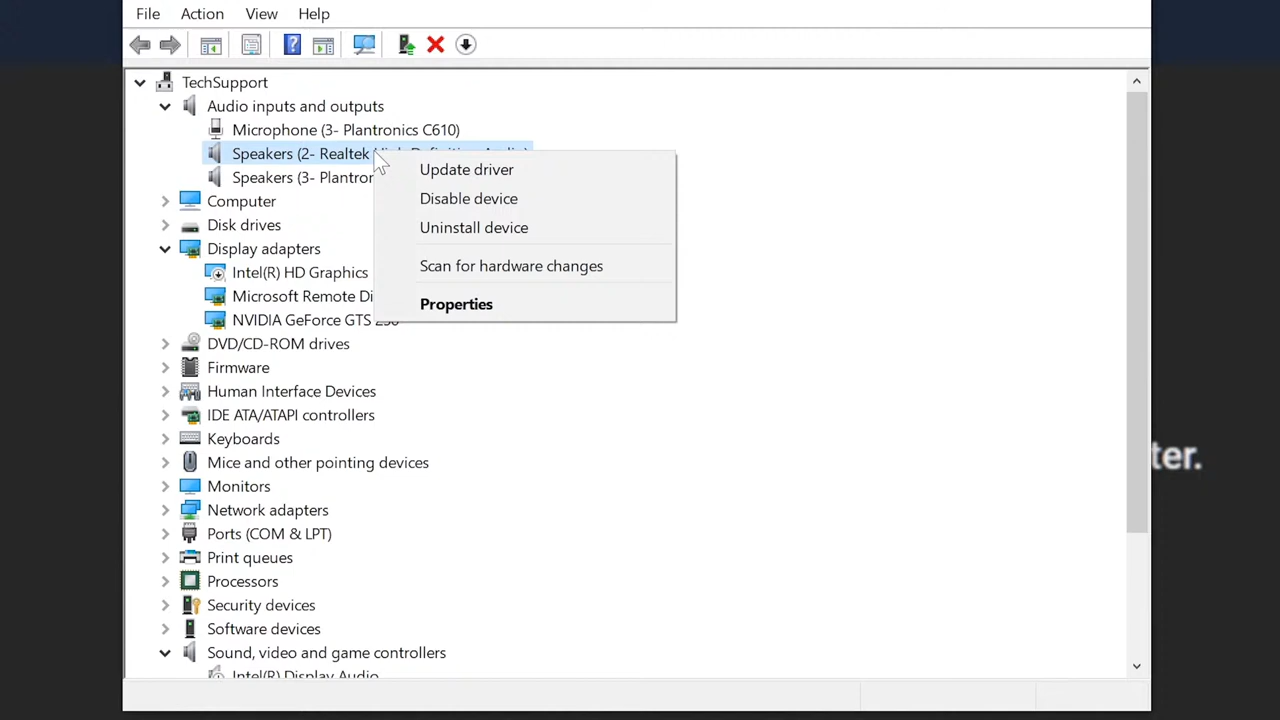 File Action View Help
TechSupport
Audio inputs and outputs
Microphone (3- Plantronics C610)
Speakers (2- Realtek
Speakers (3- Plantron
Update driver
Disable device
Uninstall device
Scan for hardware changes
Properties
Computer
Disk drives
Display adapters
Intel(R) HD Graphics
Microsoft Remote Di
NVIDIA GeForce GTS
DVD/CD-ROM drives
Firmware
Human Interface Devices
IDE ATA/ATAPI controllers
Keyboards
Mice and other pointing devices
Monitors
Network adapters
Ports (COM & LPT)
Print queues
Processors
Security devices
Software devices
Sound, video and game controllers
Intel(R) Display Audio
ter.